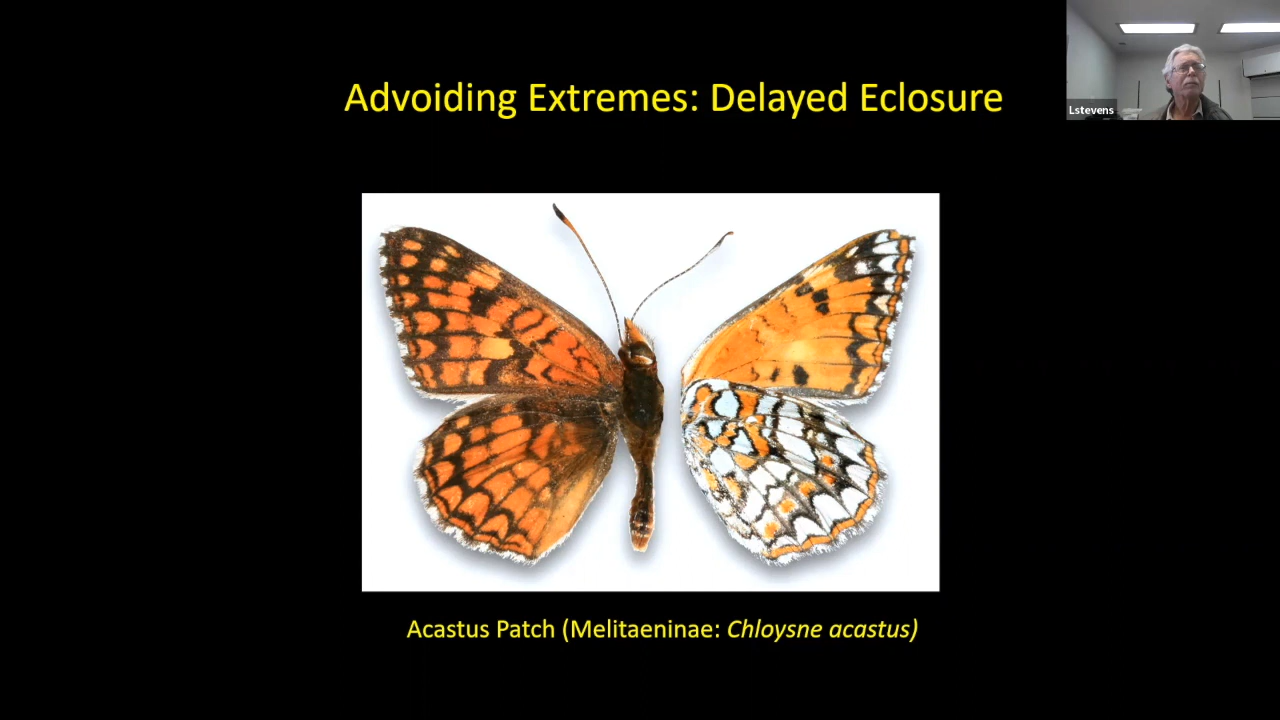 Advoiding Extremes: Delayed Eclosure
Lstevens
Acastus Patch (Melitaeninae: Chloysne acastus)